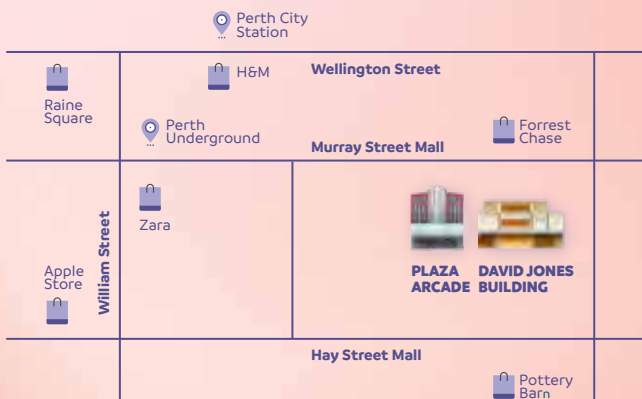 Perth City
Station
H&M
Wellington Street
Raine
Square
Perth
Underground
Forrest
Chase
Murray Street Mall
Zara
William Street
Apple
Store
PLAZA
ARCADE
DAVID JONES
BUILDING
Hay Street Mall
Pottery
Barn